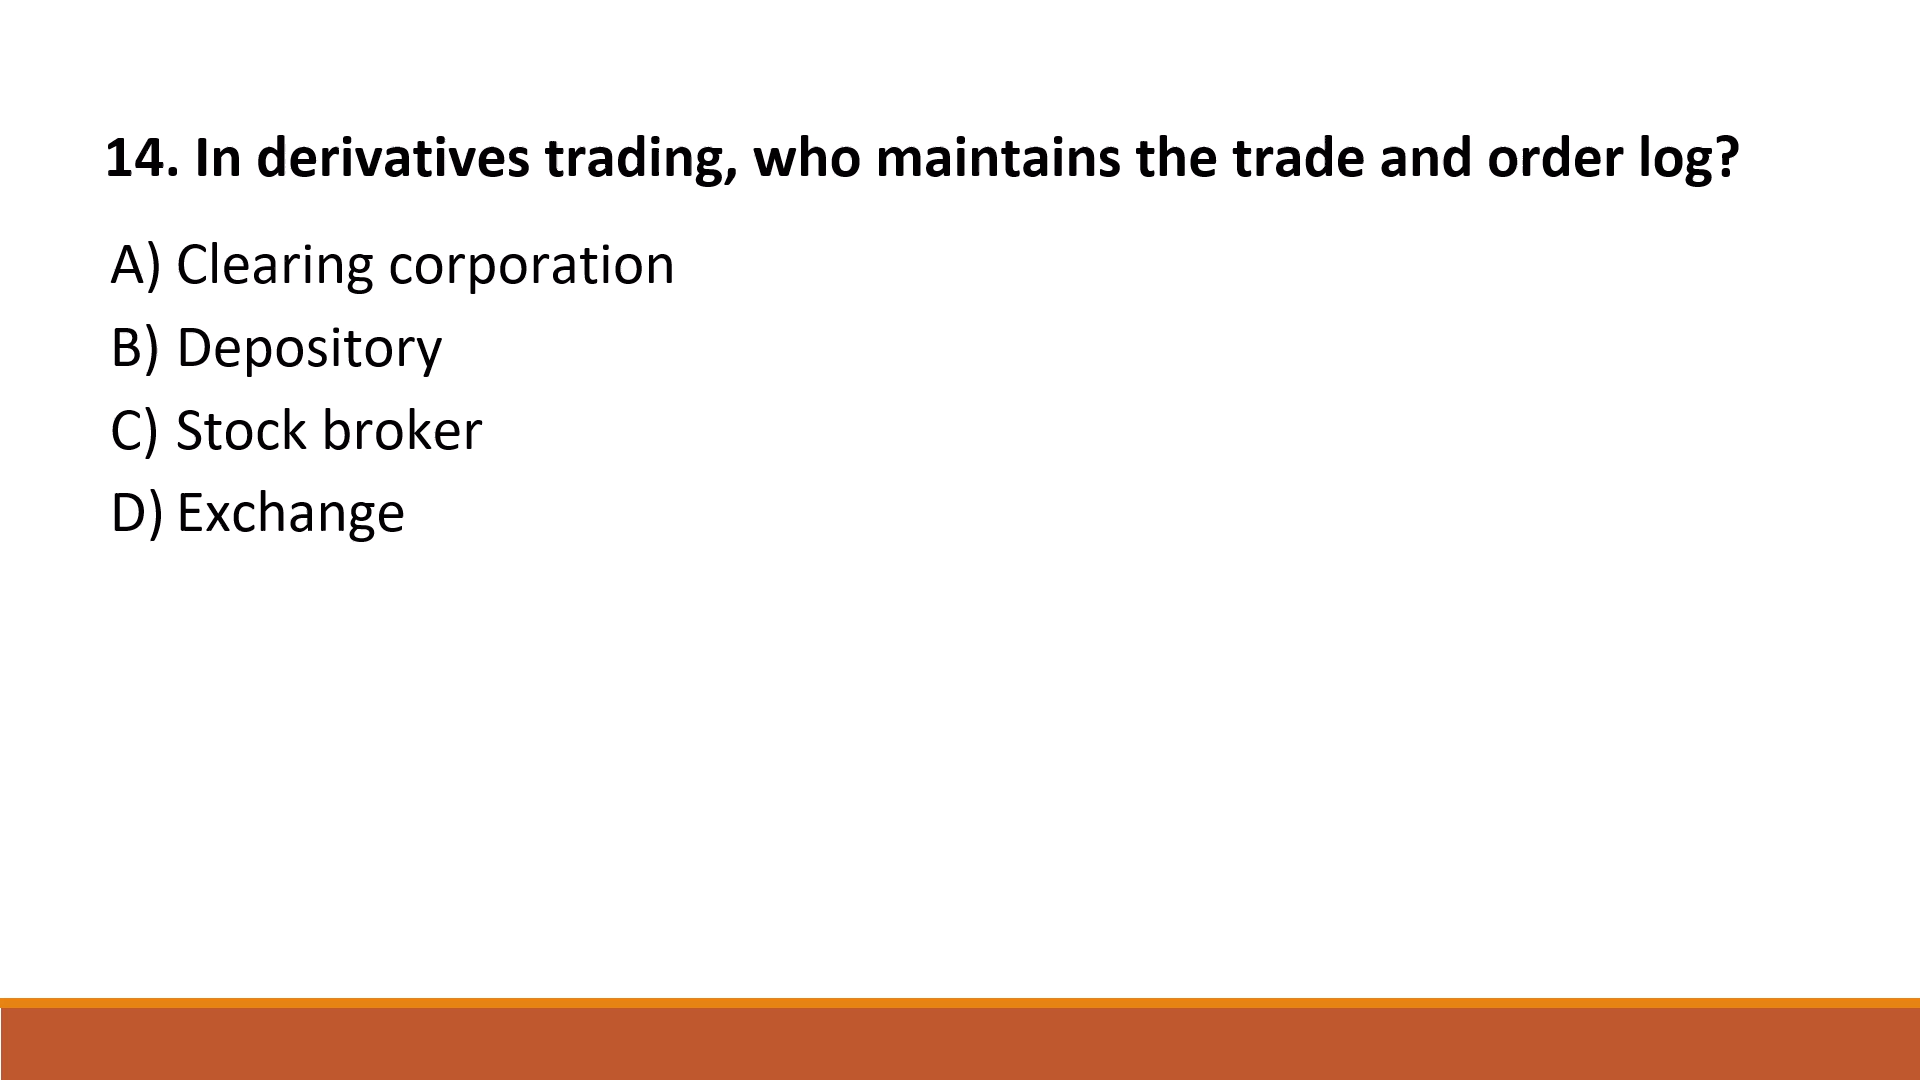 14. In derivatives trading, who maintains the trade and order log?
A) Clearing corporation
B) Depository
C) Stock broker
D) Exchange